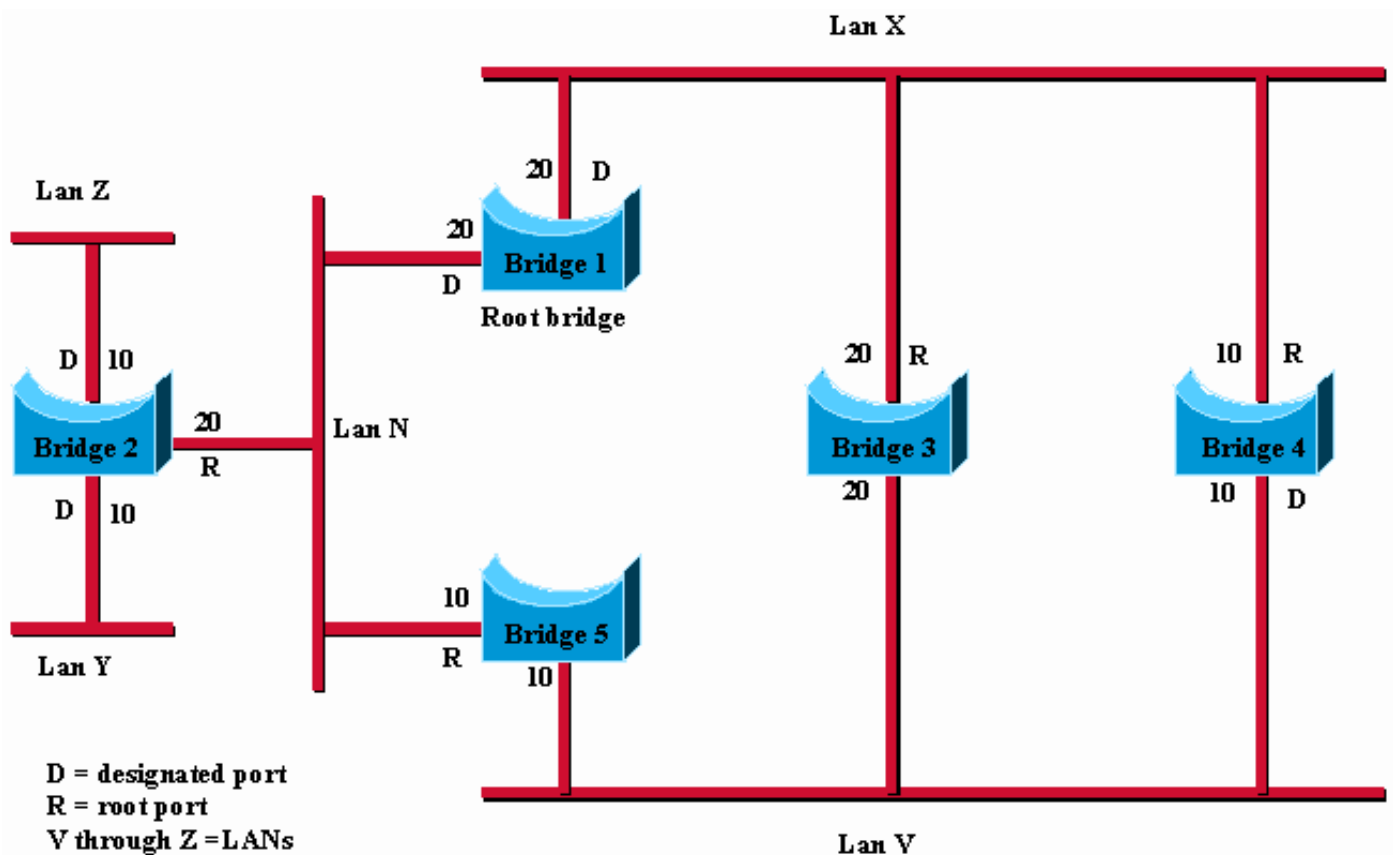 Lan X
20 D
Lan Z
20
Bridge 1
D
Root bridge
D 10
20 R
10 R
20
Lan N
Bridge 2
Bridge 3
Bridge 4
R
20
10 D
D 10
10
Bridge 5
R
10
Lan Y
D = designated port
R = root port
V through Z =LANs
Lan V